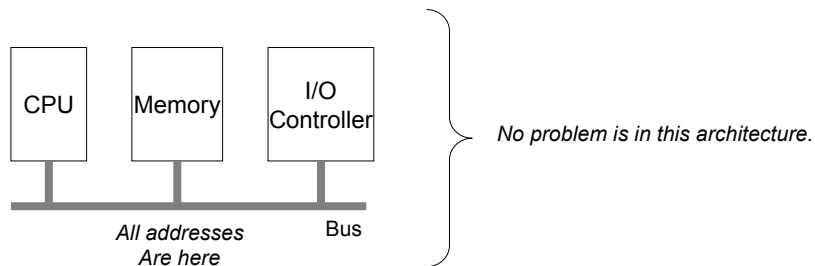 CPU
Memory
I/O
Controller
No problem is in this architecture.
All addresses
Are here
Bus